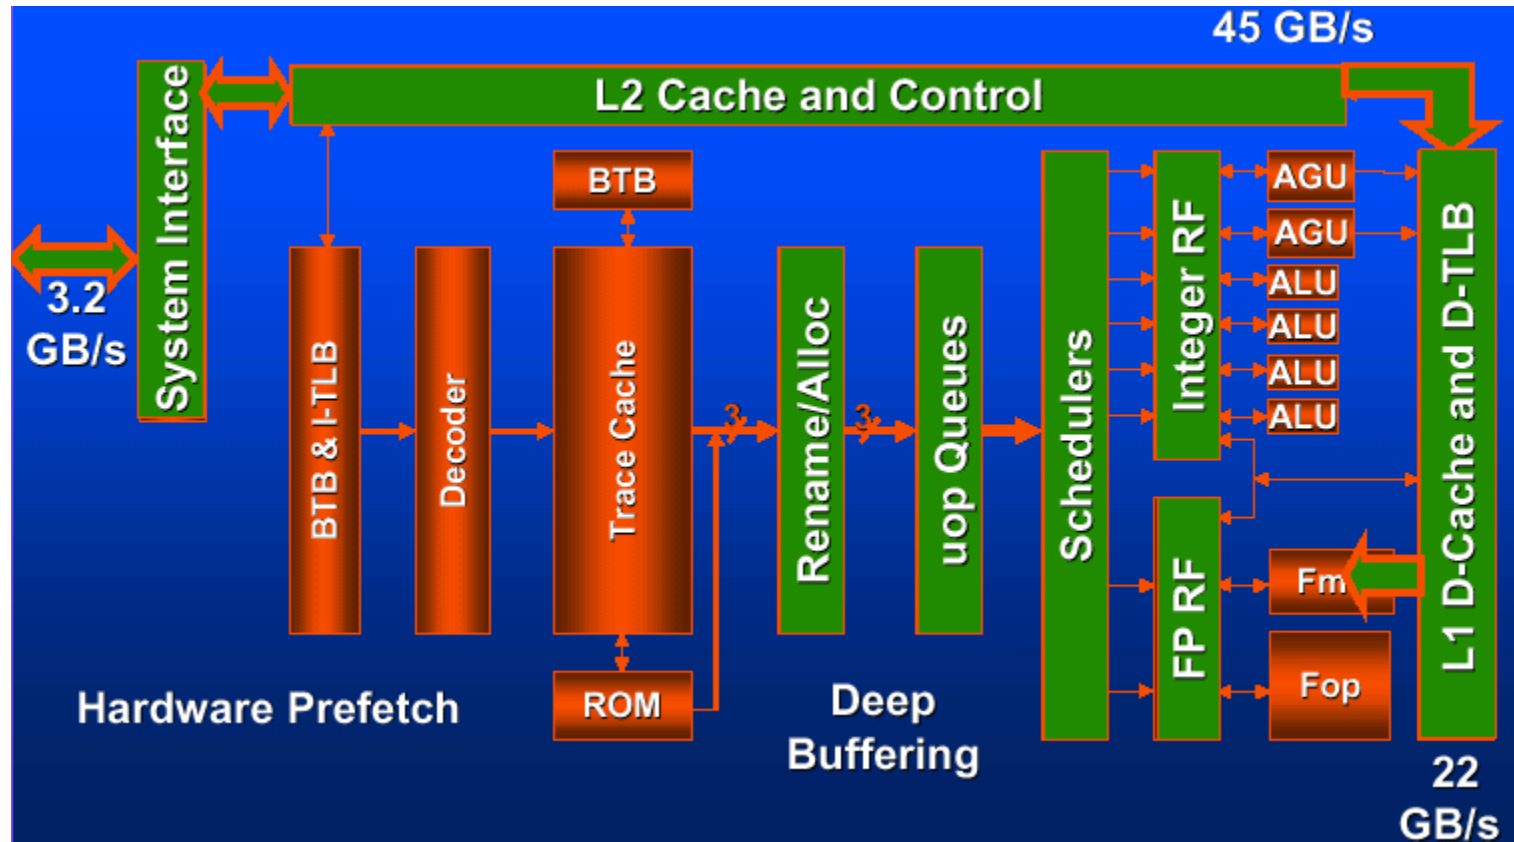 45 GB/s
L2 Cache and Control
System Interface
3.2
GB/s
BTB
BTB & I-TLB
Decoder
Trace Cache
ROM
3
Rename/Alloc
3
uop Queues
Schedulers
Integer RF
FP RF
AGU
AGU
ALU
ALU
ALU
ALU
Fm
Fop
L1 D-Cache and D-TLB
Hardware Prefetch
Deep
Buffering
22
GB/s